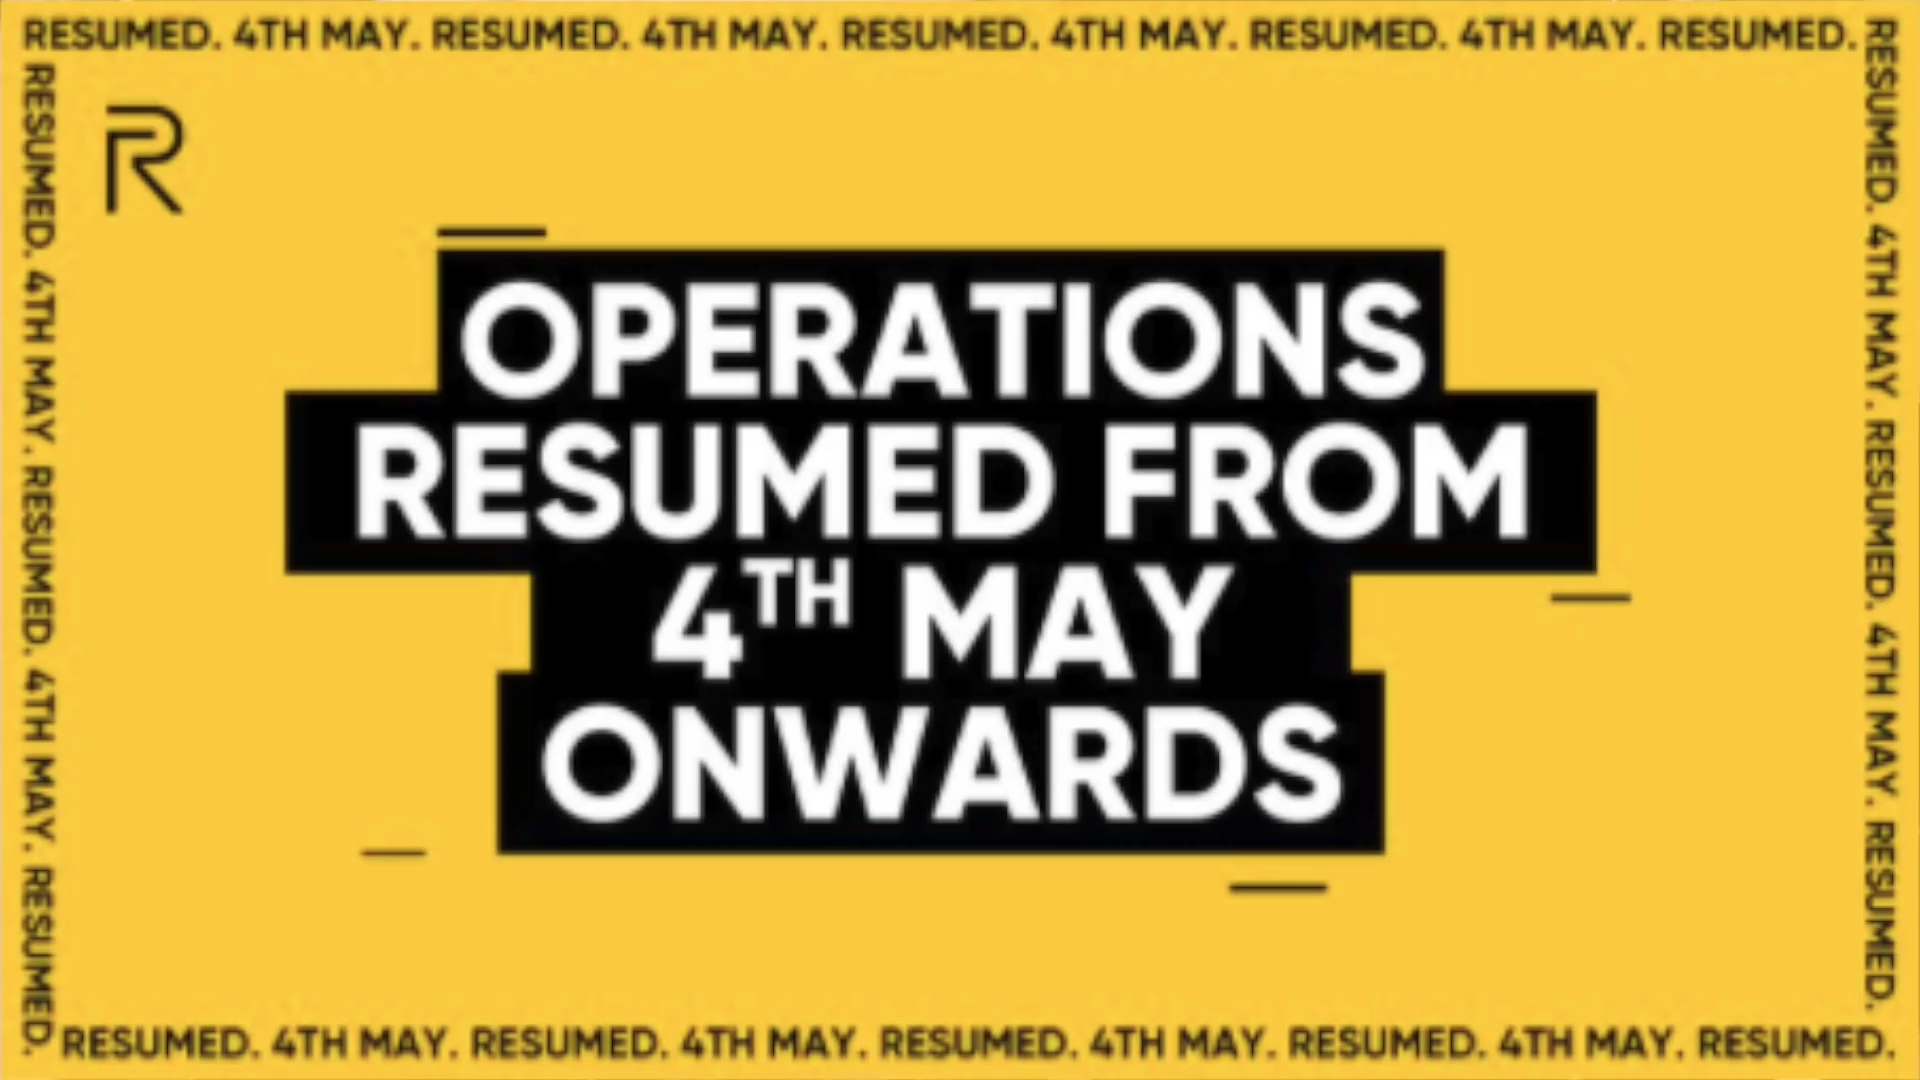 RESUMED. 4TH MAY. RESUMED. 4TH MAY. RESUMED. 4TH MAY. RESUMED. 4TH MAY. RESUMED.
RESUMED. 4TH MAY. RESUMED. 4TH MAY. RESUMED.
R
OPERATIONS
RESUMED FROM
4TH MAY
ONWARDS
RESUMED. 4TH MAY. RESUMED. 4TH MAY. RESUMED.
RESUMED. 4TH MAY. RESUMED. 4TH MAY. RESUMED. 4TH MAY. RESUMED. 4TH MAY. RESUMED.